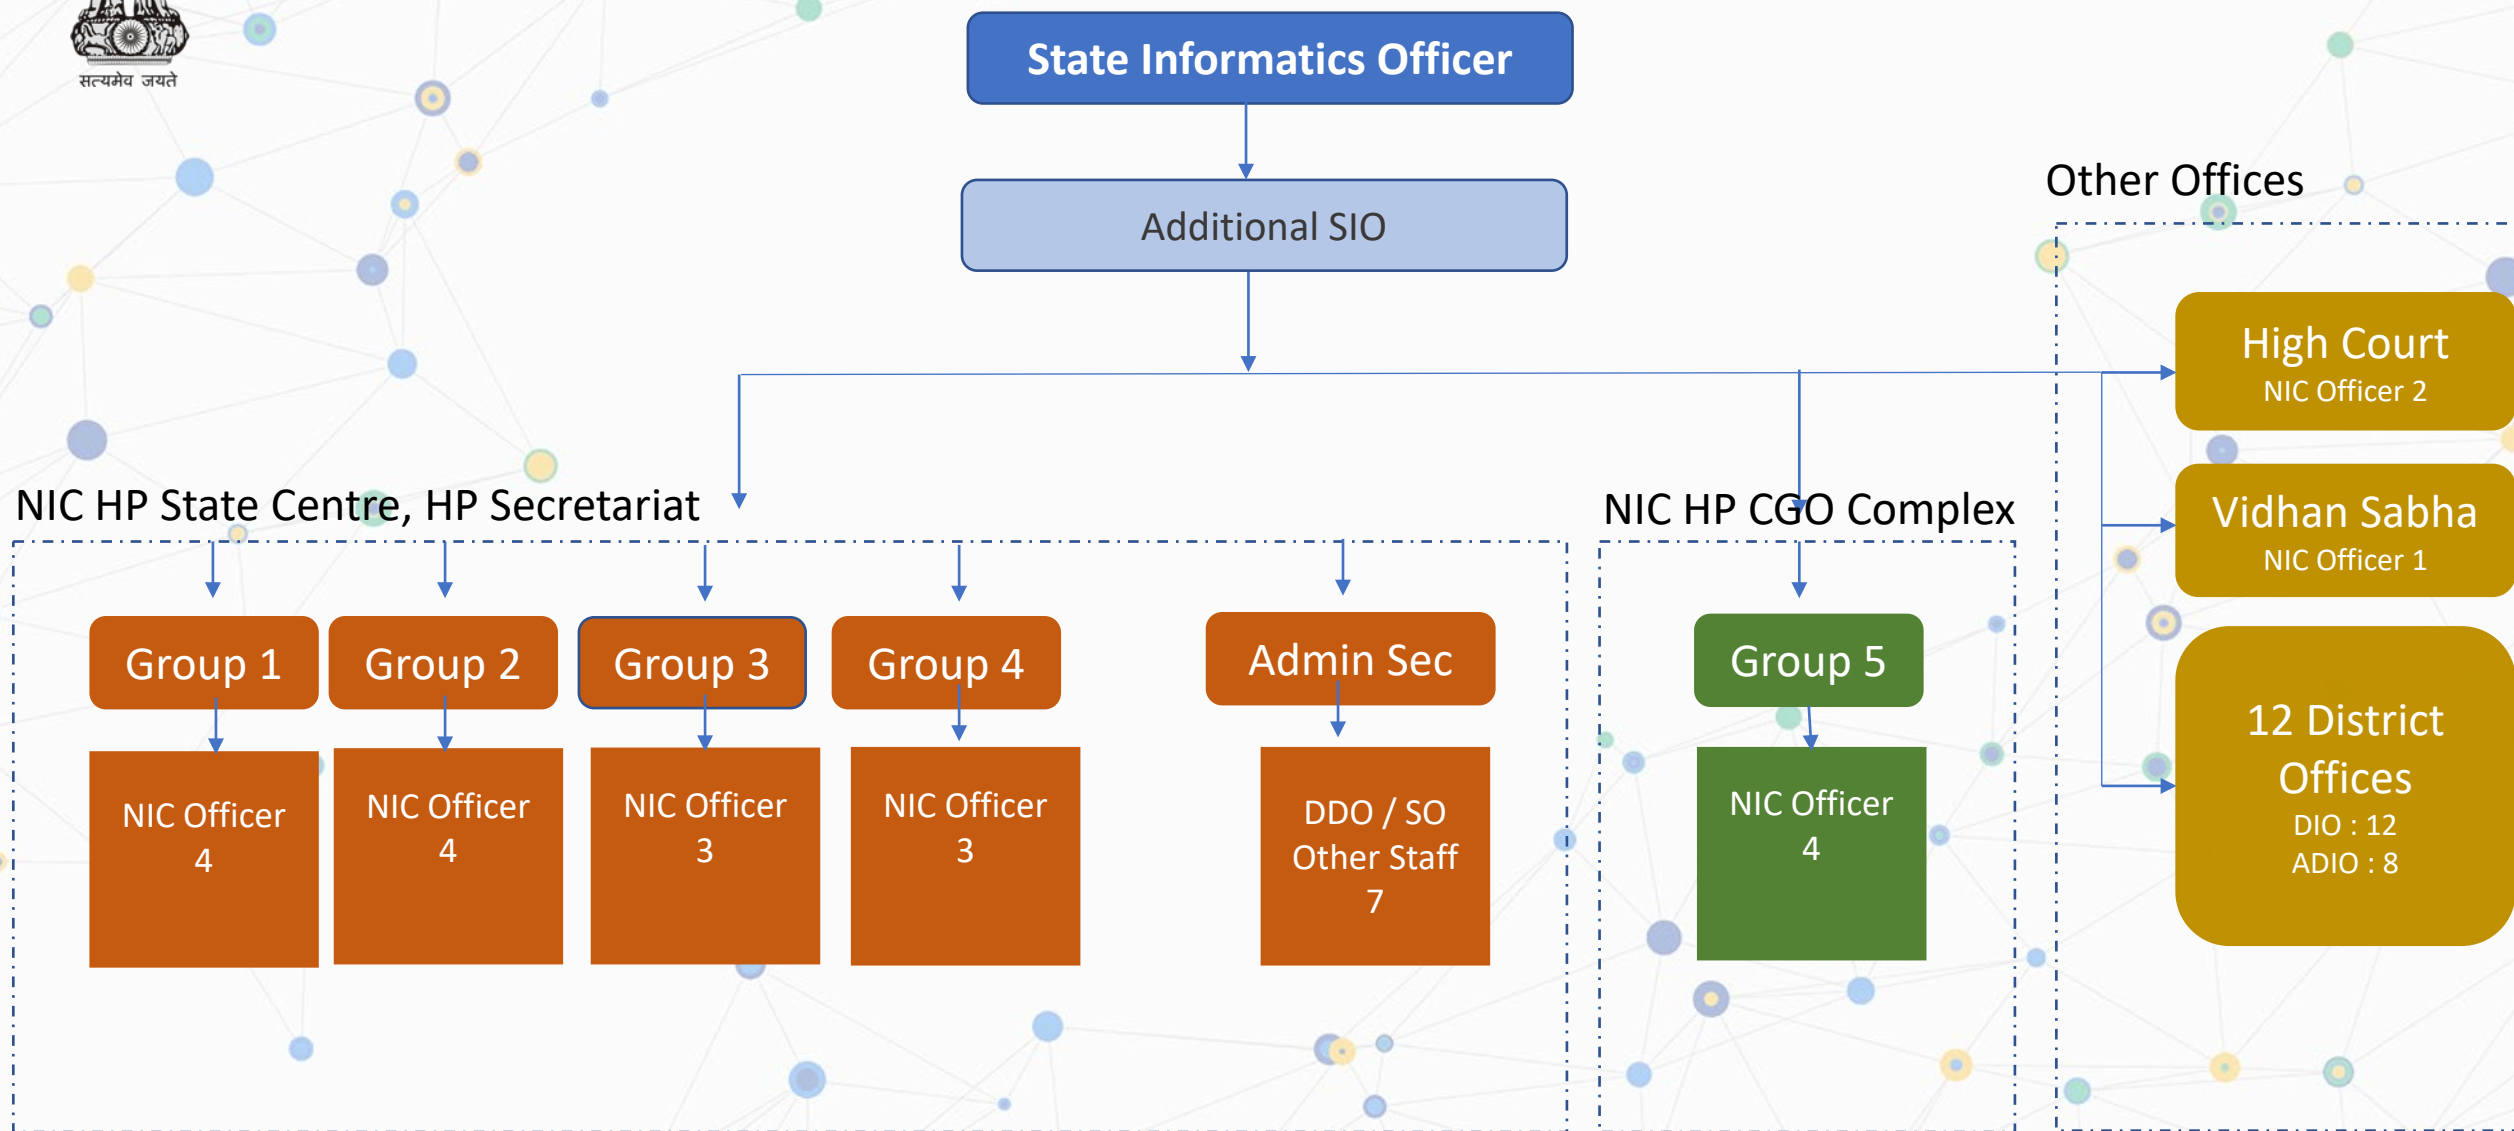 सत्यमेव जयते
State Informatics Officer
Additional SIO
Other Offices
High Court
NIC Officer 2
Vidhan Sabha
NIC Officer 1
12 District
Offices
DIO : 12
ADIO : 8
NIC HP State Centre, HP Secretariat
Group 1
NIC Officer
4
Group 2
NIC Officer
4
Group 3
NIC Officer
3
Group 4
NIC Officer
3
Admin Sec
DDO / SO
Other Staff
7
NIC HP CGO Complex
Group 5
NIC Officer
4